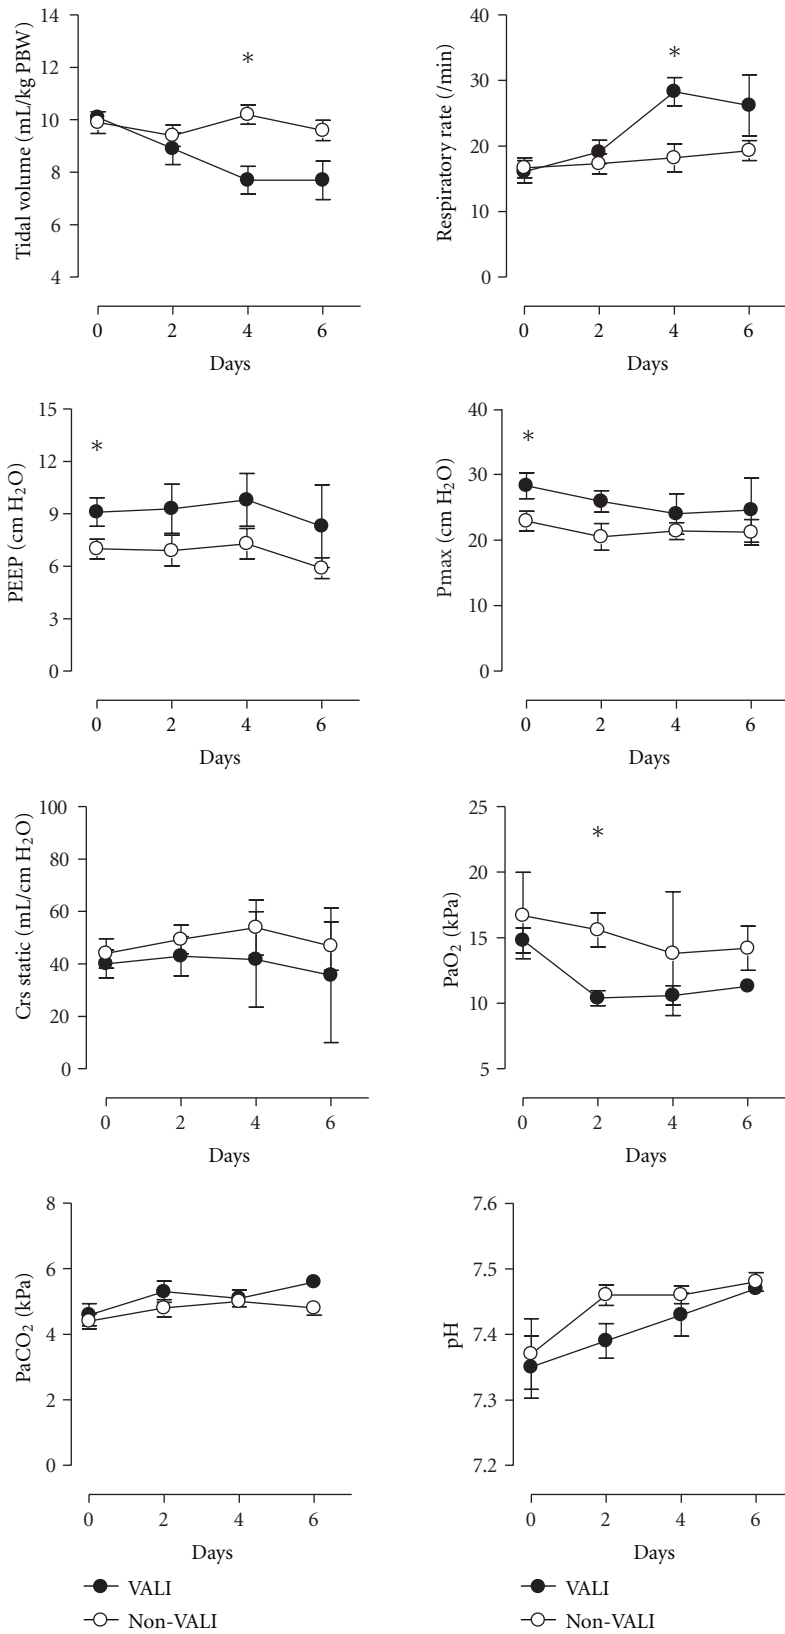 Tidal volume (mL/kg PBW)
14
12
10
8
6
4
*
0 2 4 6
Days
Respiratory rate (/min)
40
30
20
10
0
*
0 2 4 6
Days
PEEP (cm H₂O)
15
12
9
6
3
0
*
0 2 4 6
Days
Pmax (cm H₂O)
40
30
20
10
0
*
0 2 4 6
Days
Crs static (mL/cm H₂O)
100
80
60
40
20
0
0 2 4 6
Days
PaO₂ (kPa)
25
20
15
10
5
*
0 2 4 6
Days
PaCO₂ (kPa)
8
6
4
2
0
0 2 4 6
Days
VALI
Non-VALI
pH
7.6
7.5
7.4
7.3
7.2
0 2 4 6
Days
VALI
Non-VALI